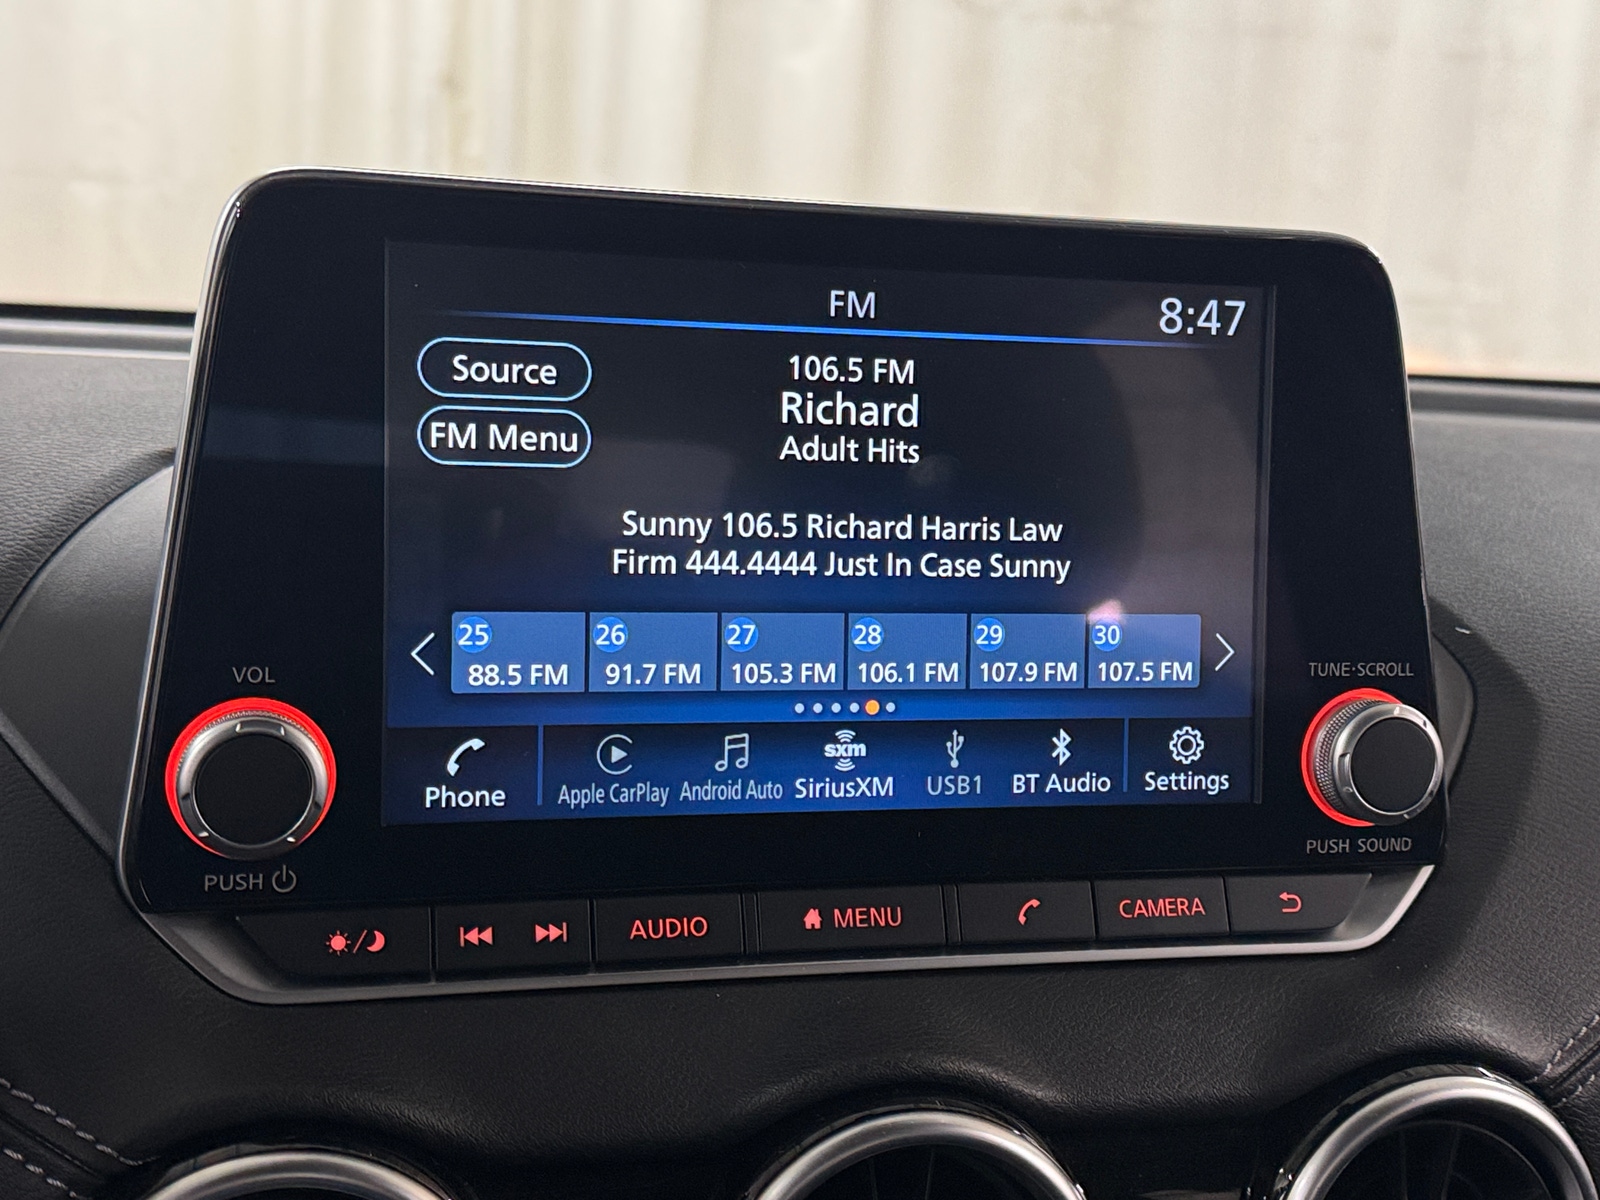 FM
8:47
Source
106.5 FM
Richard
FM Menu
Adult Hits
Sunny 106.5 Richard Harris Law
Firm 444.4444 Just In Case Sunny
25 26 27 28 29 30
88.5 FM 91.7 FM 105.3 FM 106.1 FM 107.9 FM 107.5 FM
sxm
Phone Apple CarPlay Android Auto SiriusXM USB1 BT Audio Settings
VOL
PUSH
TUNE·SCROLL
PUSH SOUND
AUDIO MENU CAMERA